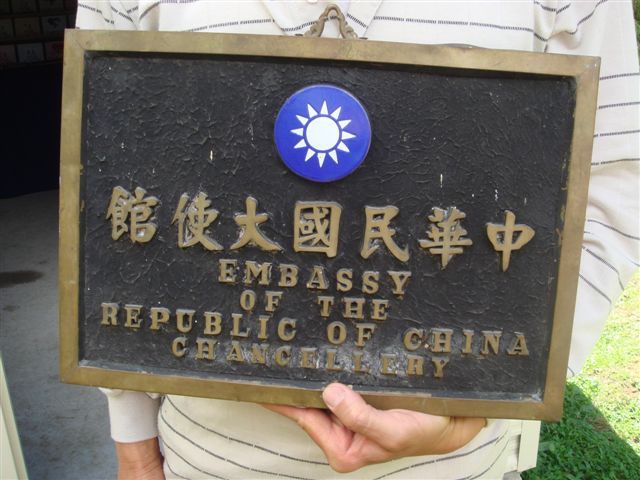 中華民國大使館
EMBASSY
OF THE
REPUBLIC OF CHINA
CHANCELLERY